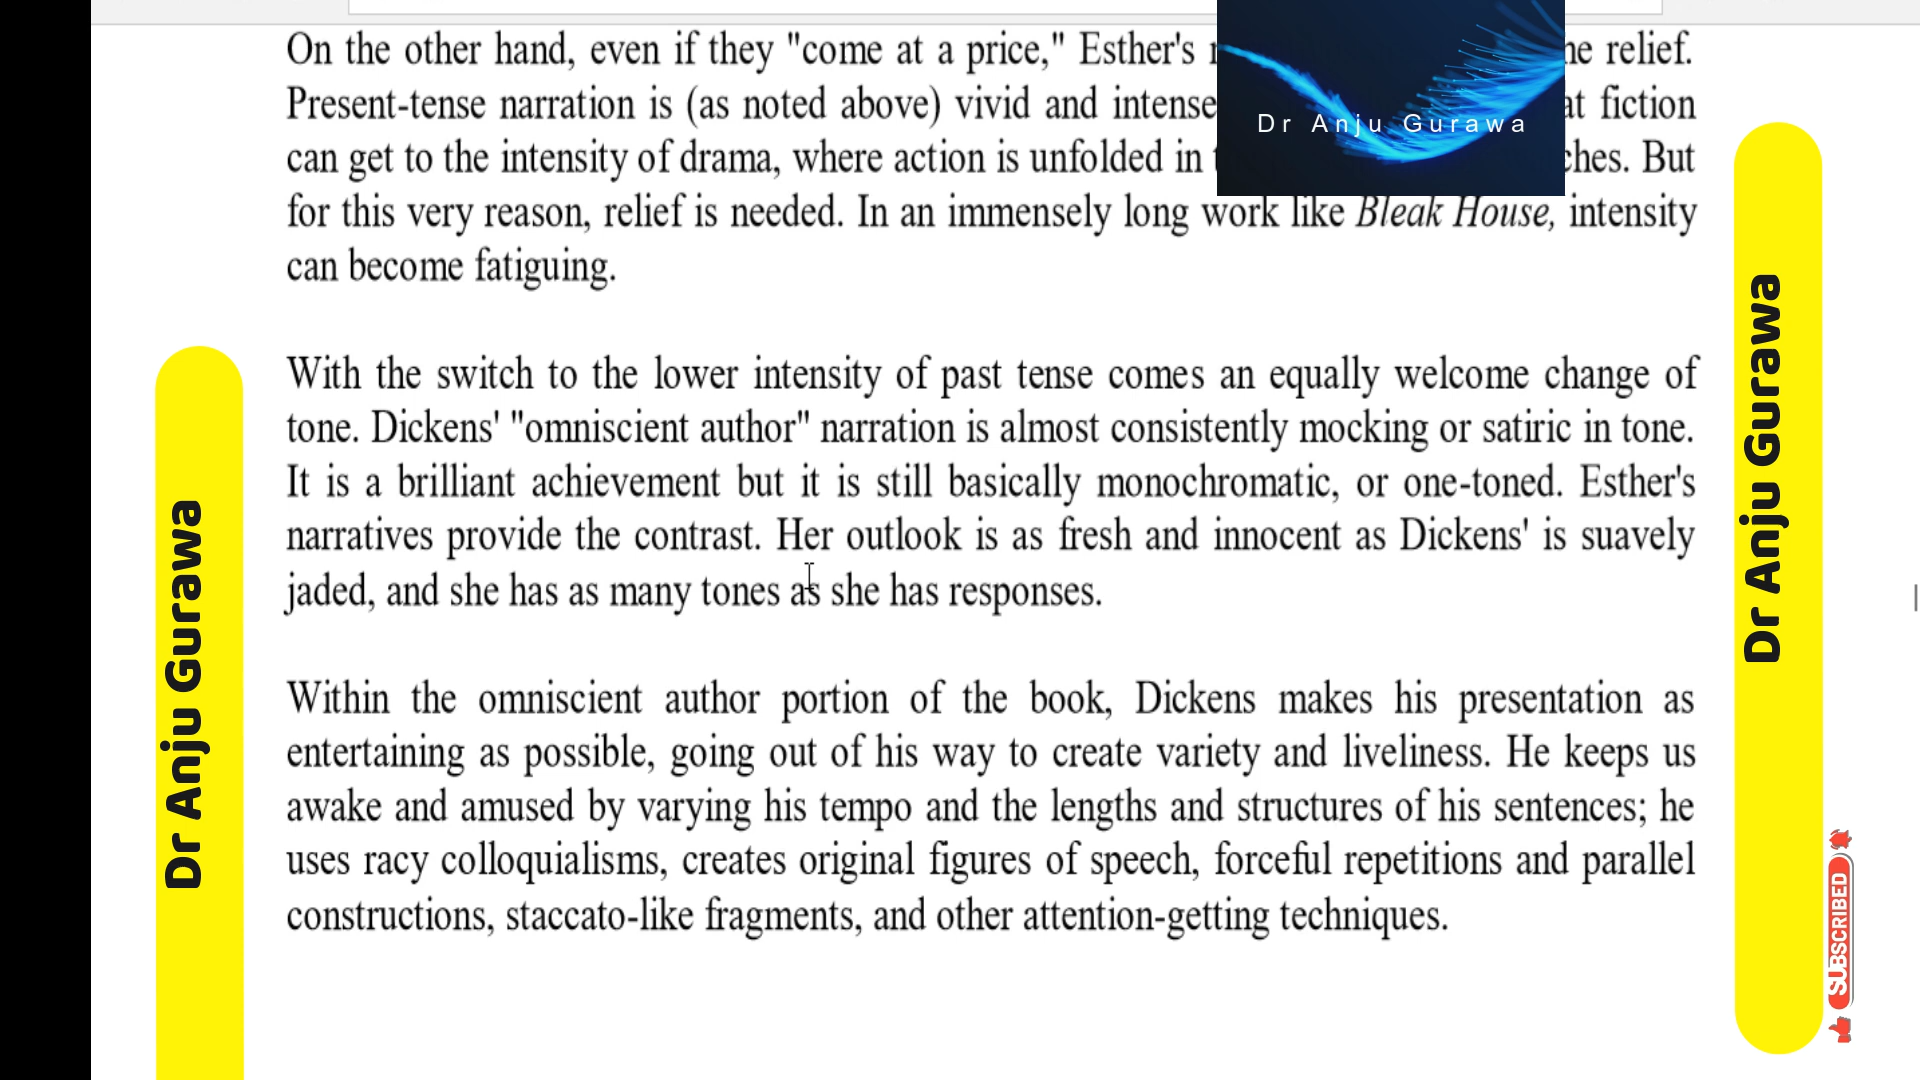 On the other hand, even if they "come at a price," Esther's relief.
Present-tense narration is (as noted above) vivid and intense fiction
can get to the intensity of drama, where action is unfolded in But
for this very reason, relief is needed. In an immensely long work like Bleak House, intensity
can become fatiguing.
With the switch to the lower intensity of past tense comes an equally welcome change of
tone. Dickens' "omniscient author" narration is almost consistently mocking or satiric in tone.
It is a brilliant achievement but it is still basically monochromatic, or one-toned. Esther's
narratives provide the contrast. Her outlook is as fresh and innocent as Dickens' is suavely
jaded, and she has as many tones as she has responses.
Within the omniscient author portion of the book, Dickens makes his presentation as
entertaining as possible, going out of his way to create variety and liveliness. He keeps us
awake and amused by varying his tempo and the lengths and structures of his sentences; he
uses racy colloquialisms, creates original figures of speech, forceful repetitions and parallel
constructions, staccato-like fragments, and other attention-getting techniques.
Dr Anju Gurawa
Dr Anju Gurawa
Dr Anju Gurawa
SUBSCRIBED